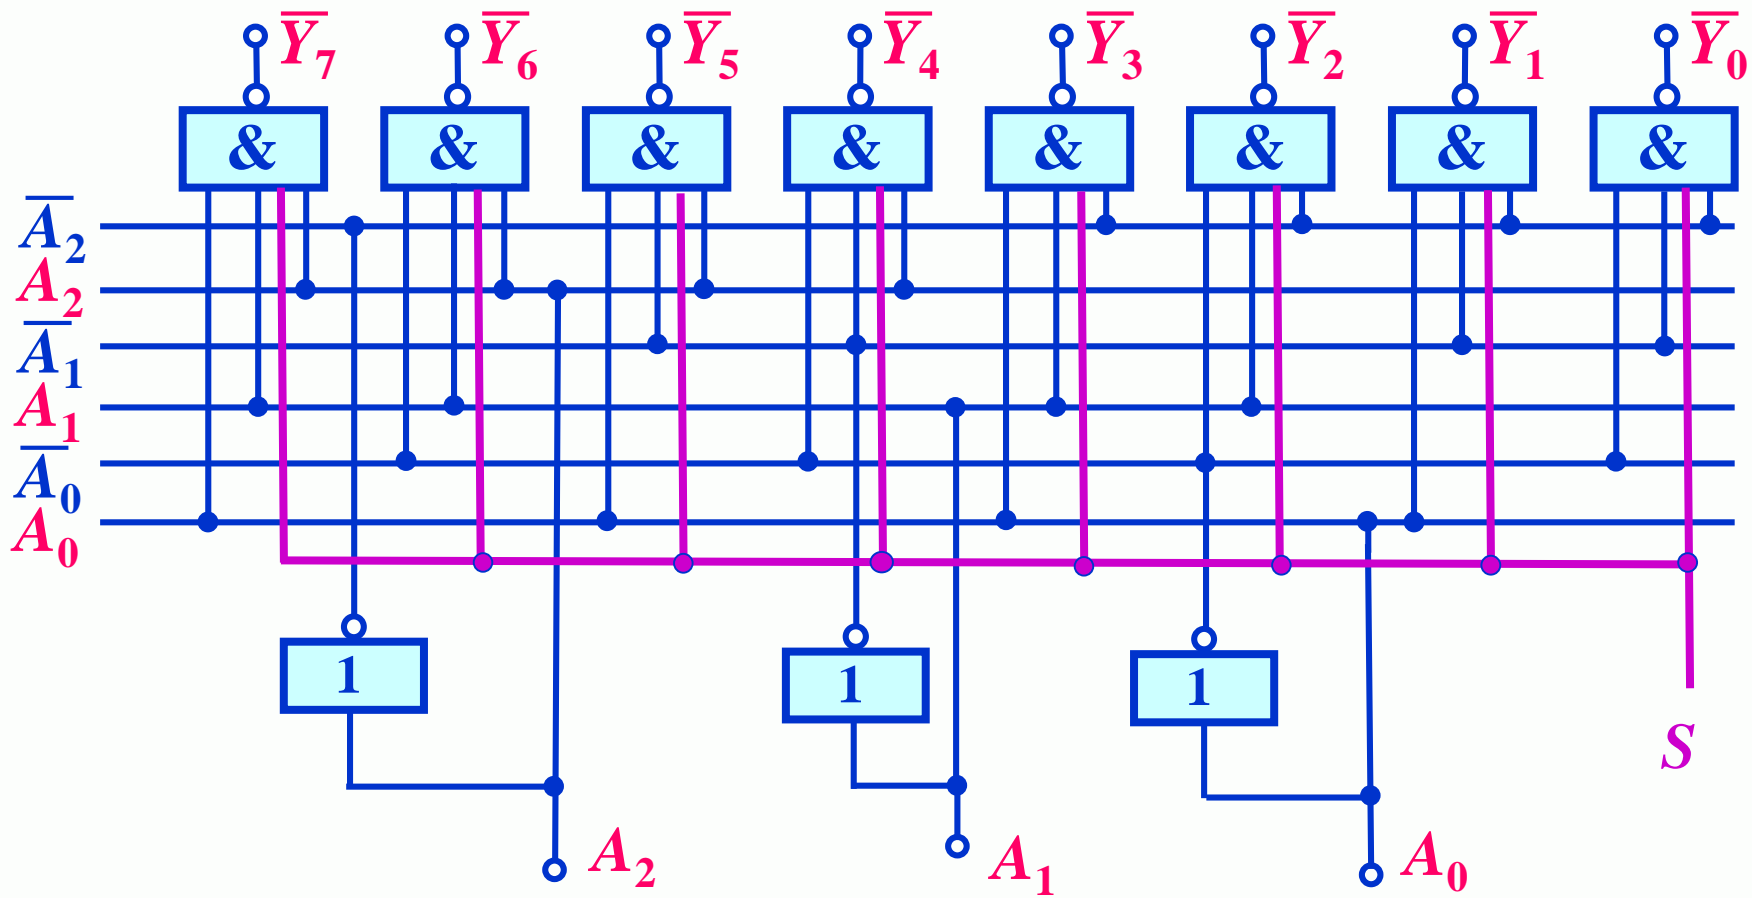 Y̅₇ Y̅₆ Y̅₅ Y̅₄ Y̅₃ Y̅₂ Y̅₁ Y̅₀
& & & & & & & &
A̅₂
A₂
A̅₁
A₁
A̅₀
A₀
1 1 1
S
A₂ A₁ A₀